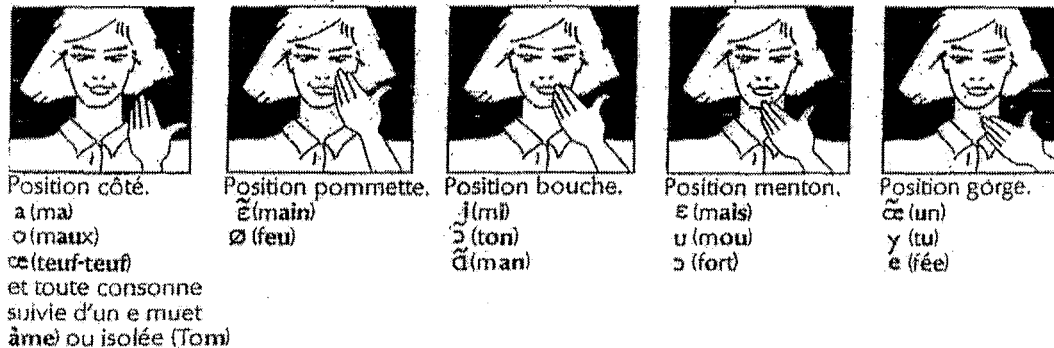 Position côté.
a (ma)
o (maux)
œ (teuf-teuf)
et toute consonne
suivie d'un e muet
âme) ou isolée (Tom)
Position pommette.
ɛ̃ (main)
ø (feu)
Position bouche.
i (mi)
ɔ̃ (ton)
ɑ̃ (man)
Position menton.
ɛ (mais)
u (mou)
ɔ (fort)
Position gorge.
œ̃ (un)
y (tu)
e (fée)